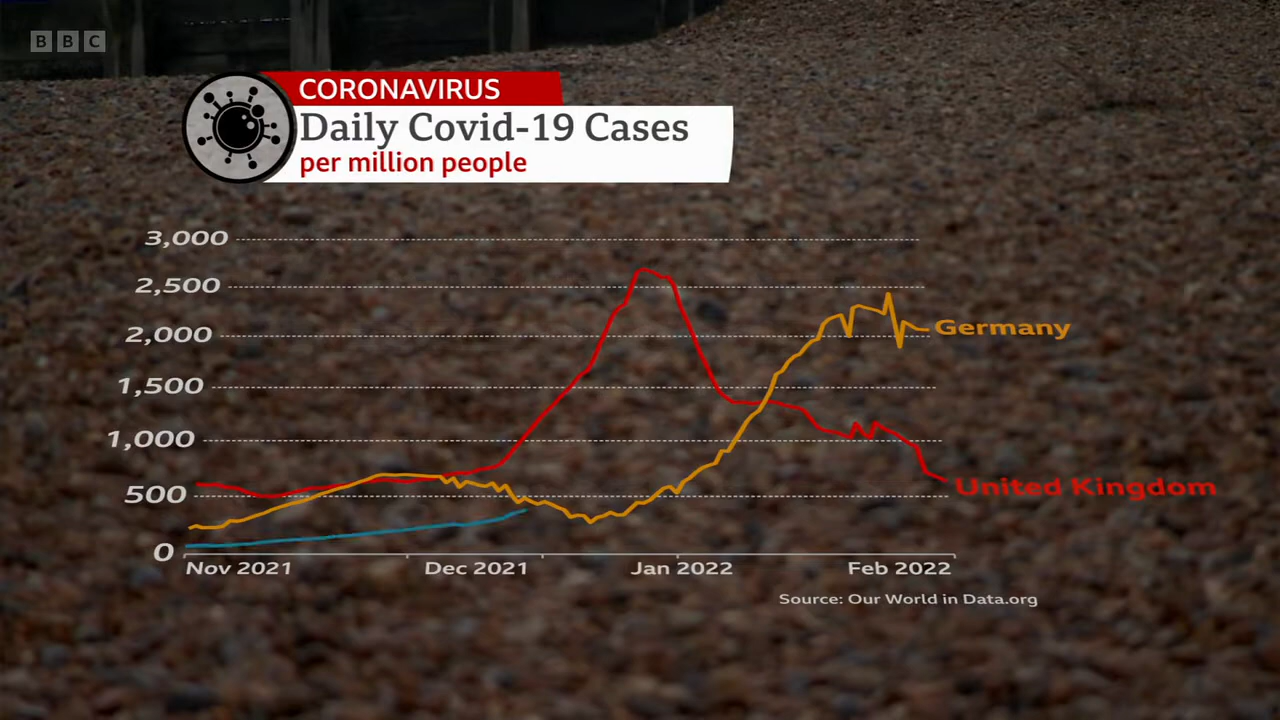 BBC
CORONAVIRUS
Daily Covid-19 Cases
per million people
3,000
2,500
2,000
1,500
1,000
500
0
Germany
United Kingdom
Nov 2021 Dec 2021 Jan 2022 Feb 2022
Source: Our World in Data.org